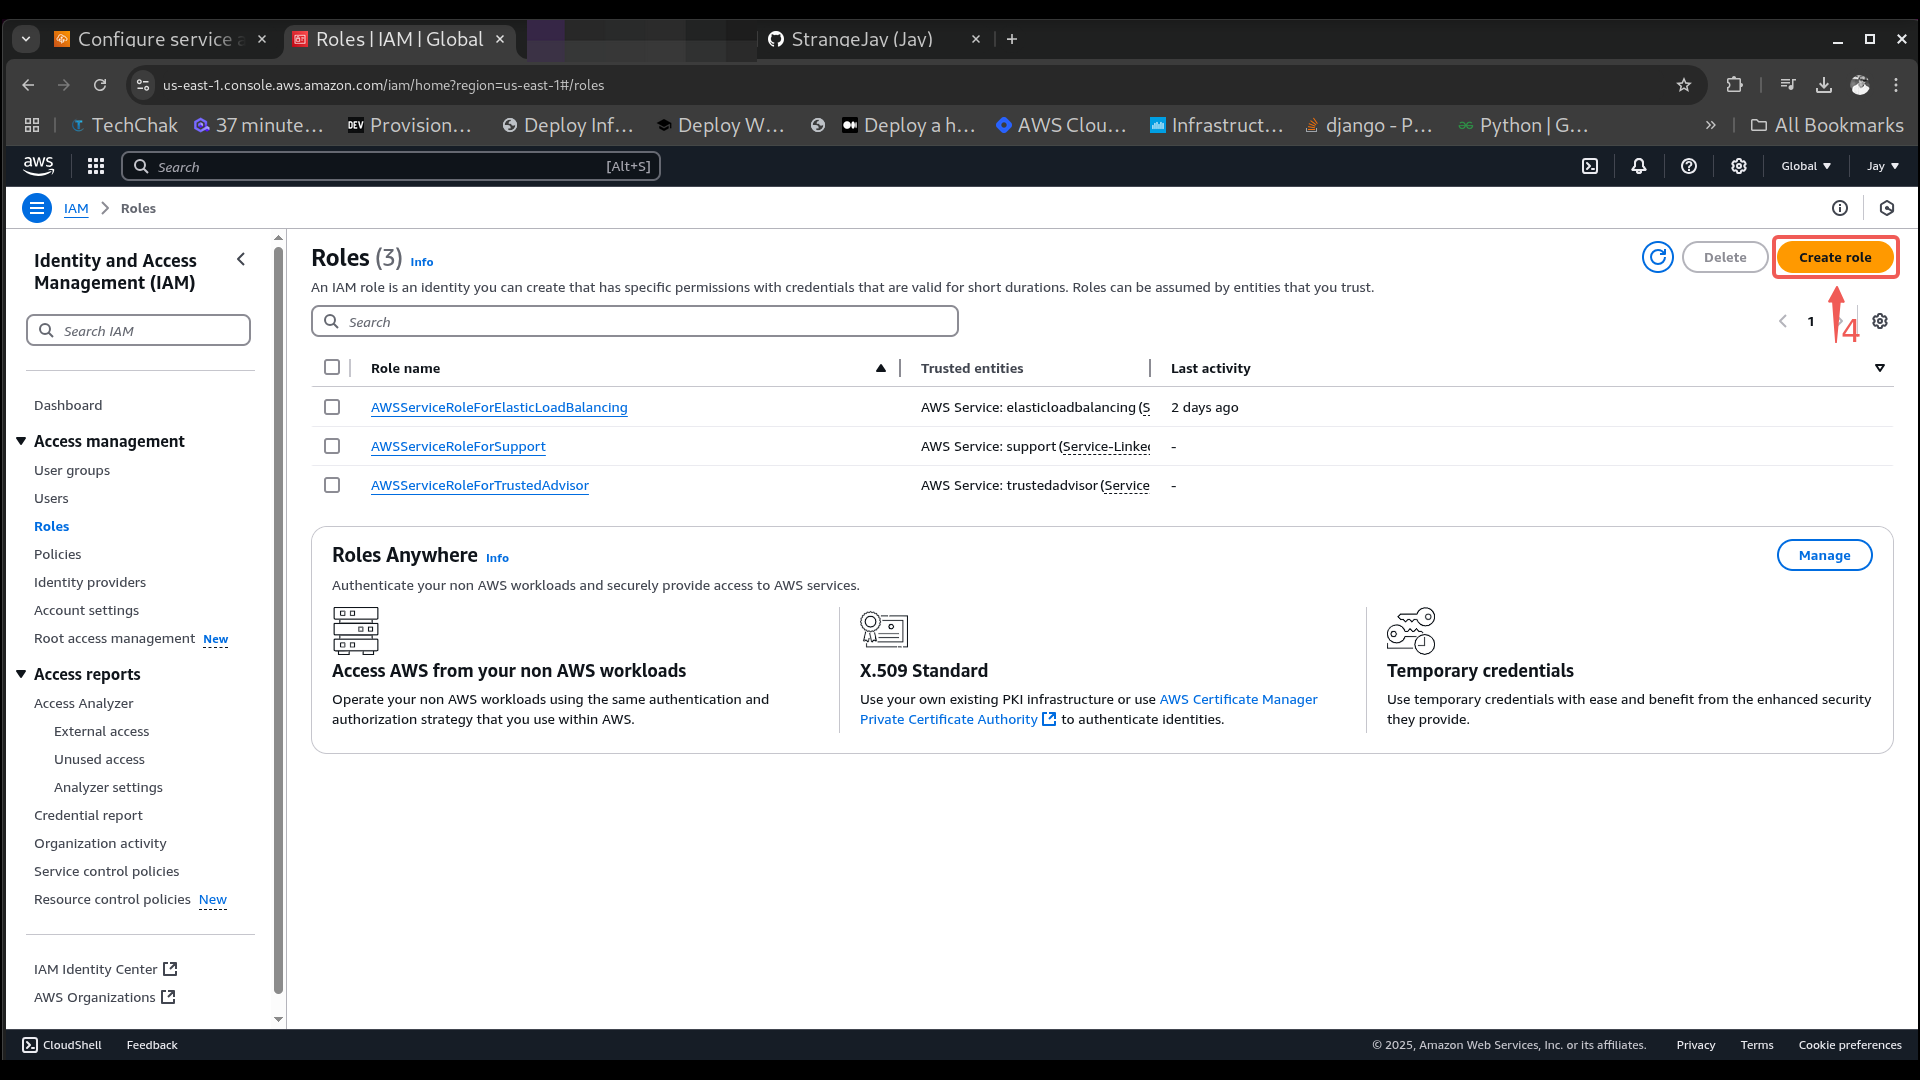 Configure service a
Roles | IAM | Global
StrangeJay (Jay)
us-east-1.console.aws.amazon.com/iam/home?region=us-east-1#/roles
TechChak
37 minute...
DEV Provision...
Deploy Inf...
Deploy W...
Deploy a h...
AWS Clou...
Infrastruct...
django - P...
Python | G...
All Bookmarks
aws
Search
[Alt+S]
Global
Jay
IAM
Roles
Identity and Access
Management (IAM)
Search IAM
Dashboard
Access management
User groups
Users
Roles
Policies
Identity providers
Account settings
Root access management New
Access reports
Access Analyzer
External access
Unused access
Analyzer settings
Credential report
Organization activity
Service control policies
Resource control policies New
IAM Identity Center
AWS Organizations
Roles (3) Info
Delete
Create role
An IAM role is an identity you can create that has specific permissions with credentials that are valid for short durations. Roles can be assumed by entities that you trust.
Search
1
4
Role name
Trusted entities
Last activity
AWSServiceRoleForElasticLoadBalancing
AWS Service: elasticloadbalancing (S
2 days ago
AWSServiceRoleForSupport
AWS Service: support (Service-Linked
-
AWSServiceRoleForTrustedAdvisor
AWS Service: trustedadvisor (Service
-
Roles Anywhere Info
Manage
Authenticate your non AWS workloads and securely provide access to AWS services.
Access AWS from your non AWS workloads
Operate your non AWS workloads using the same authentication and
authorization strategy that you use within AWS.
X.509 Standard
Use your own existing PKI infrastructure or use AWS Certificate Manager
Private Certificate Authority to authenticate identities.
Temporary credentials
Use temporary credentials with ease and benefit from the enhanced security
they provide.
CloudShell
Feedback
© 2025, Amazon Web Services, Inc. or its affiliates.
Privacy
Terms
Cookie preferences